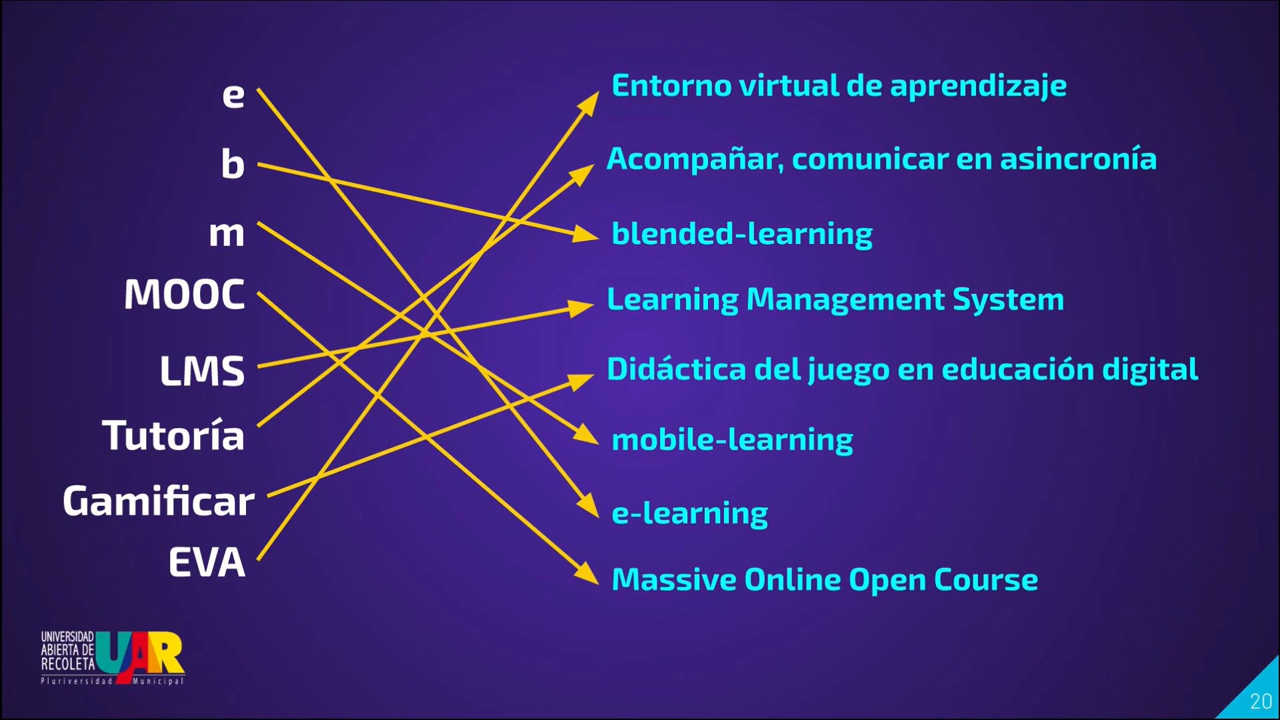 e
b
m
MOOC
LMS
Tutoría
Gamificar
EVA
Entorno virtual de aprendizaje
Acompañar, comunicar en asincronía
blended-learning
Learning Management System
Didáctica del juego en educación digital
mobile-learning
e-learning
Massive Online Open Course
UNIVERSIDAD
ABIERTA DE
RECOLETA
UAR
Pluriversidad Municipal
20